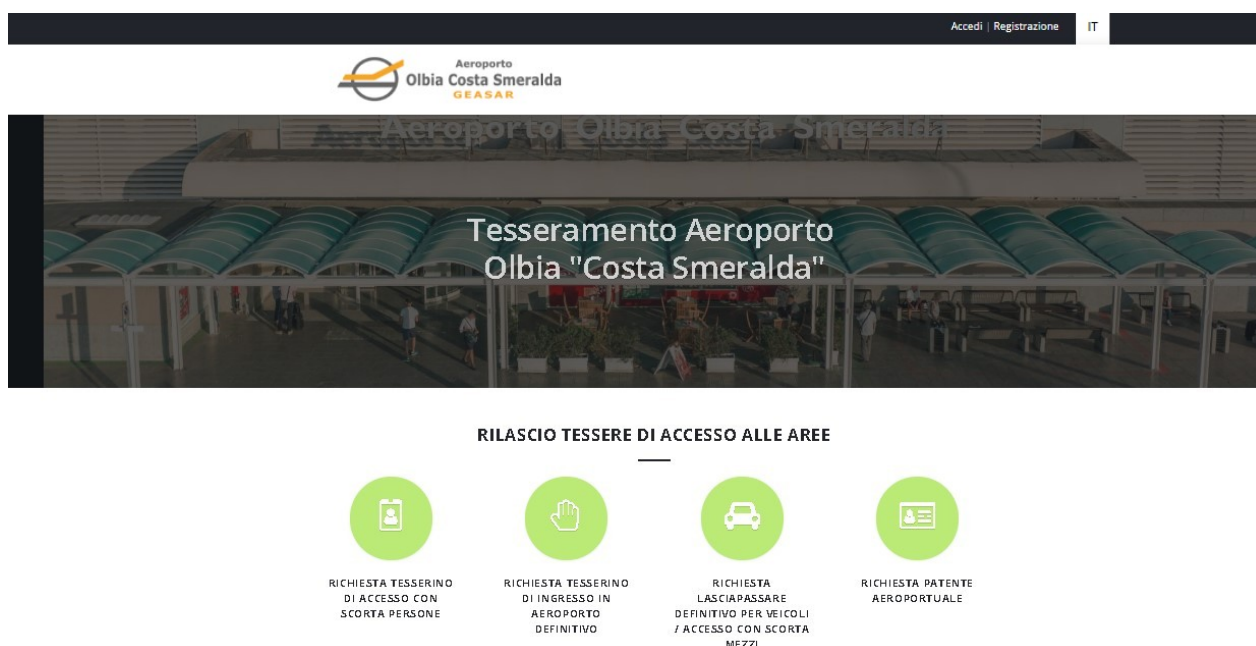 Accedi | Registrazione IT
Aeroporto
Olbia Costa Smeralda
GEASAR
Aeroporto Olbia Costa Smeralda
Tesseramento Aeroporto
Olbia "Costa Smeralda"
RILASCIO TESSERE DI ACCESSO ALLE AREE
RICHIESTA TESSERINO
DI ACCESSO CON
SCORTA PERSONE
RICHIESTA TESSERINO
DI INGRESSO IN
AEROPORTO
DEFINITIVO
RICHIESTA
LASCIAPASSARE
DEFINITIVO PER VEICOLI
/ ACCESSO CON SCORTA
MEZZI
RICHIESTA PATENTE
AEROPORTUALE